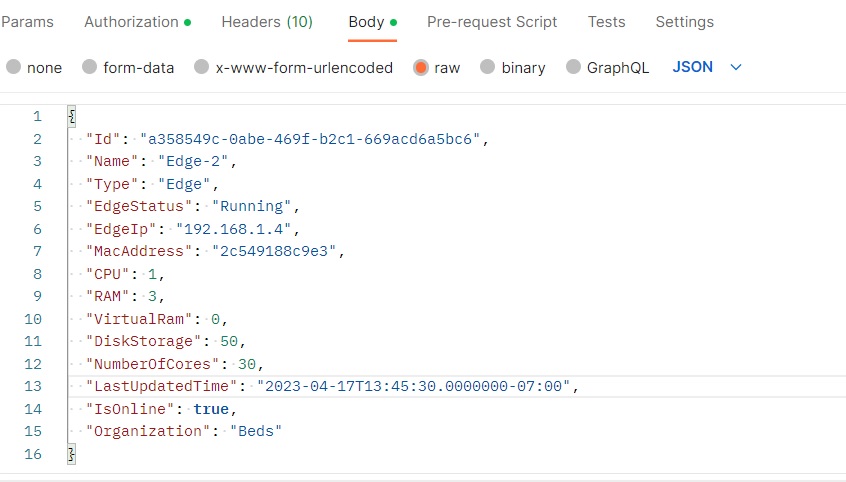 Params Authorization Headers (10) Body Pre-request Script Tests Settings
none form-data x-www-form-urlencoded raw binary GraphQL JSON
1 {
2 "Id": "a358549c-0abe-469f-b2c1-669acd6a5bc6",
3 "Name": "Edge-2",
4 "Type": "Edge",
5 "EdgeStatus": "Running",
6 "EdgeIp": "192.168.1.4",
7 "MacAddress": "2c549188c9e3",
8 "CPU": 1,
9 "RAM": 3,
10 "VirtualRam": 0,
11 "DiskStorage": 50,
12 "NumberOfCores": 30,
13 "LastUpdatedTime": "2023-04-17T13:45:30.0000000-07:00",
14 "IsOnline": true,
15 "Organization": "Beds"
16 }